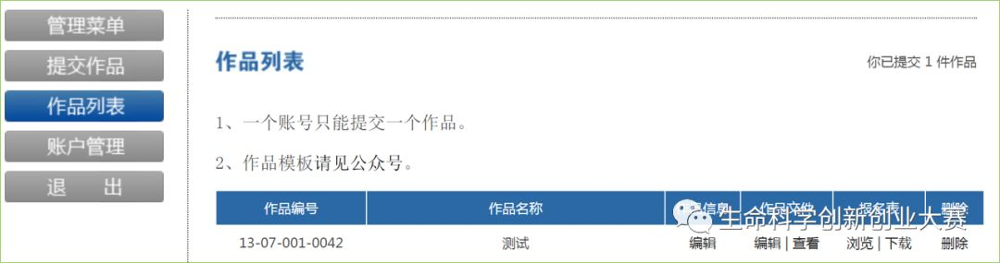 管理菜单
提交作品
作品列表
账户管理
退 出
作品列表
你已提交 1 件作品
1、一个账号只能提交一个作品。
2、作品模板请见公众号。
作品编号 作品名称 信息 作品文件 报名表 删除
生命科学创新创业大赛
13-07-001-0042 测试 编辑 编辑 | 查看 浏览 | 下载 删除